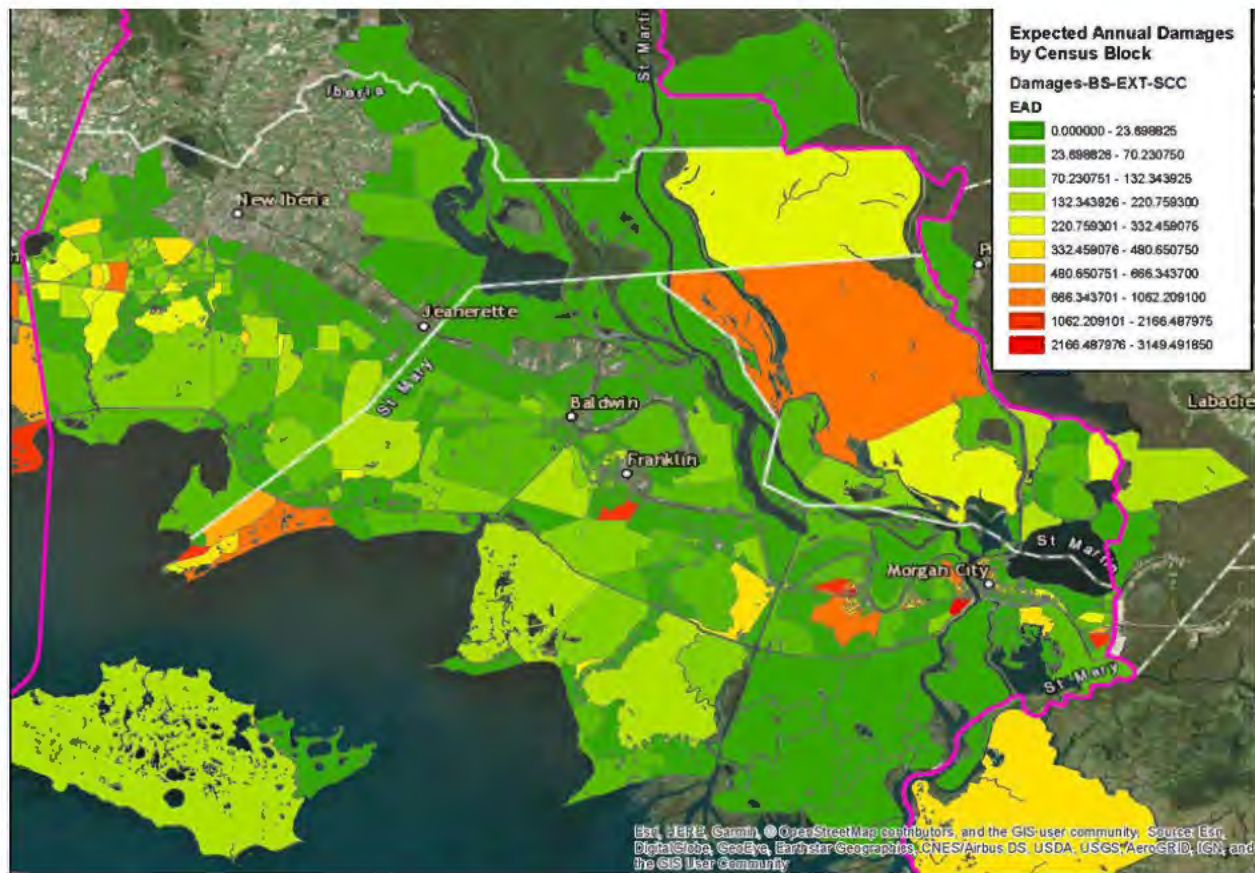 Expected Annual Damages
by Census Block
Damages-BS-EXT-SCC
EAD
0.000000 - 23.698825
23.698826 - 70.230750
70.230751 - 132.343925
132.343926 - 220.759300
220.759301 - 332.459075
332.459076 - 480.650750
480.650751 - 666.343700
666.343701 - 1062.209100
1062.209101 - 2166.487975
2166.487976 - 3149.491850
St Martin
Iberia
New Iberia
Jeanerette
St Mary
Baldwin
Labadie
Franklin
St Martin
Morgan City
St Mary
Esri, HERE, Garmin, © OpenStreetMap contributors, and the GIS user community, Source: Esri,
DigitalGlobe, GeoEye, Earthstar Geographics, CNES/Airbus DS, USDA, USGS, AeroGRID, IGN, and
the GIS User Community